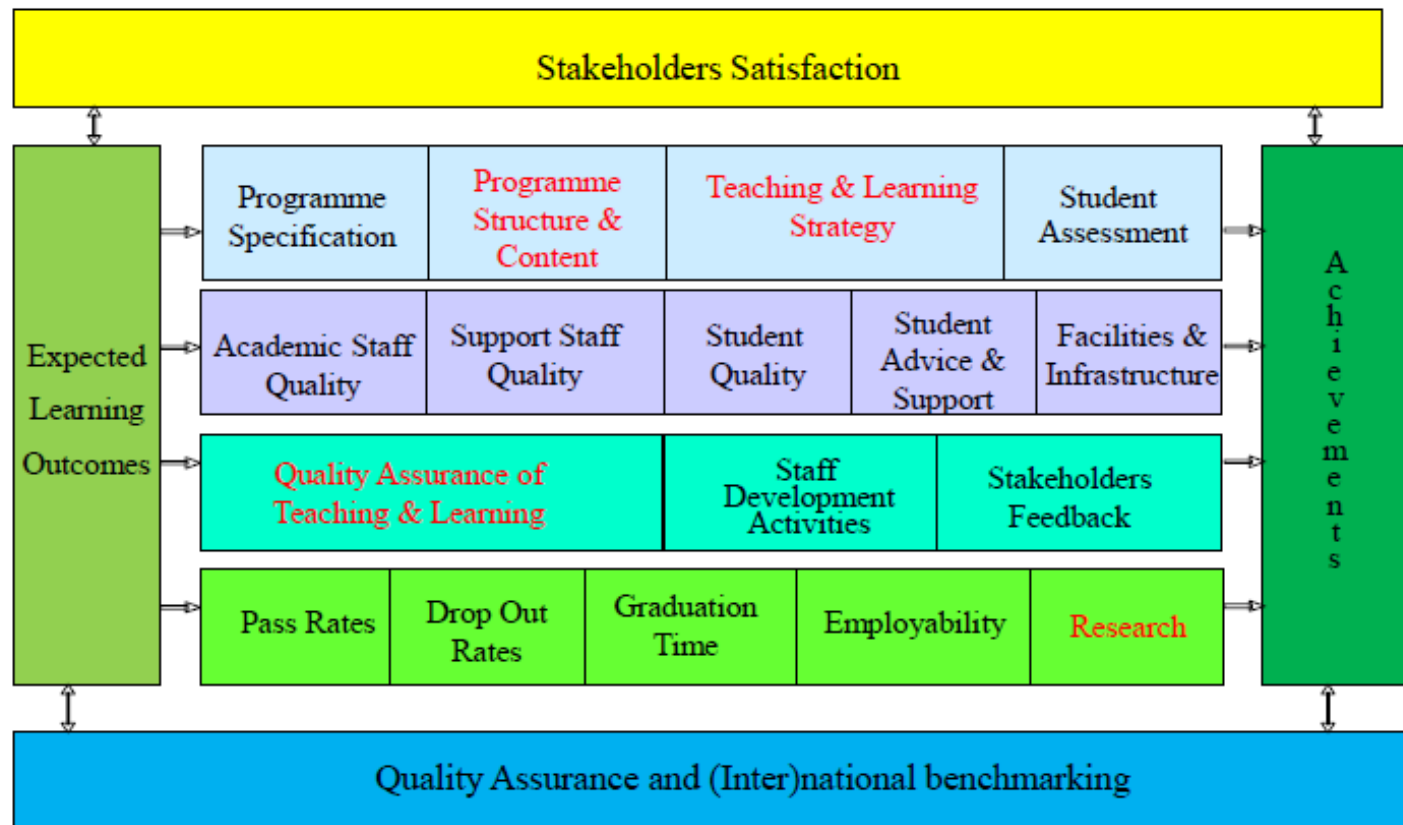 Stakeholders Satisfaction
Expected
Learning
Outcomes
Programme
Specification
Programme
Structure &
Content
Teaching & Learning
Strategy
Student
Assessment
Academic Staff
Quality
Support Staff
Quality
Student
Quality
Student
Advice &
Support
Facilities &
Infrastructure
Quality Assurance of
Teaching & Learning
Staff
Development
Activities
Stakeholders
Feedback
Pass Rates
Drop Out
Rates
Graduation
Time
Employability
Research
Achievements
Quality Assurance and (Inter)national benchmarking